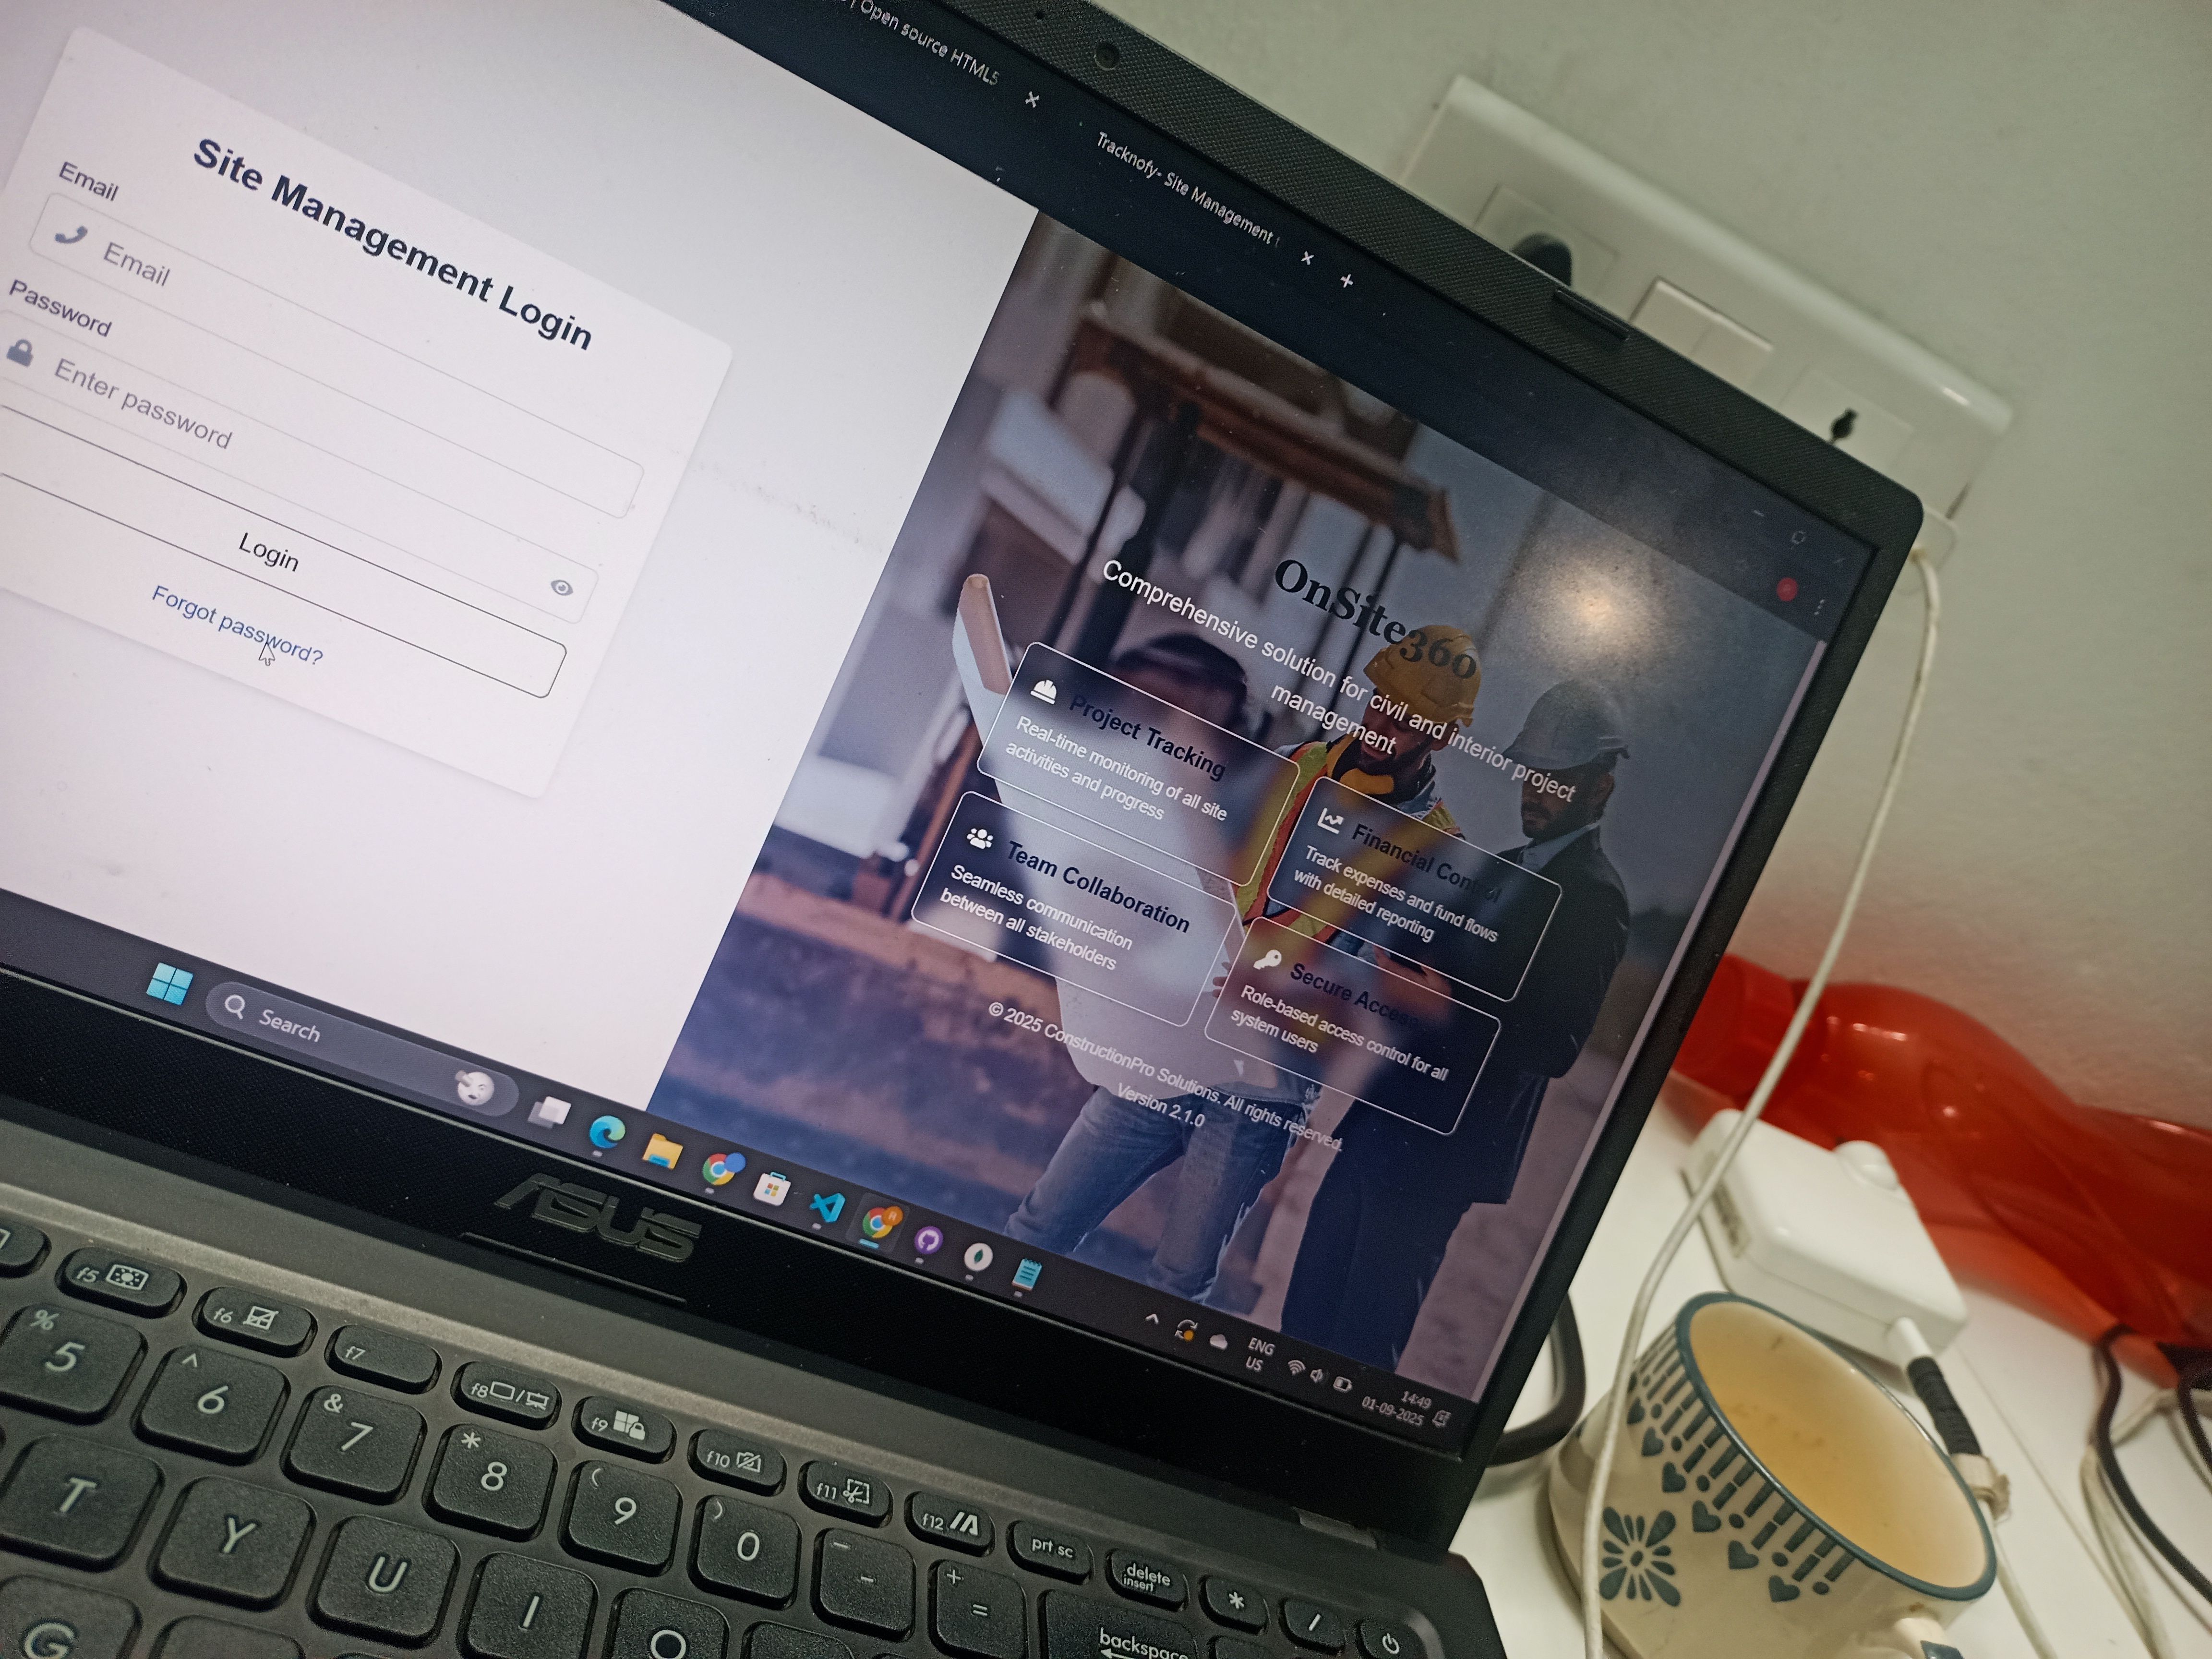 Open source HTML5
Tracknofy- Site Management
Site Management Login
Email
Email
Password
Enter password
Login
Forgot password?
OnSite360
Comprehensive solution for civil and interior project
management
Project Tracking
Real-time monitoring of all site
activities and progress
Financial Control
Track expenses and fund flows
with detailed reporting
Team Collaboration
Seamless communication
between all stakeholders
Secure Access
Role-based access control for all
system users
© 2025 ConstructionPro Solutions. All rights reserved.
Version 2.1.0
Search
ENG
US
14:49
01-09-2025
ASUS
f5
f6
f7
f8
f9
f10
f11
f12
prt sc
delete
insert
%
5
^
6
&
7
*
8
(
9
)
0
_
-
+
=
backspace
*
/
T
Y
U
I
O
G